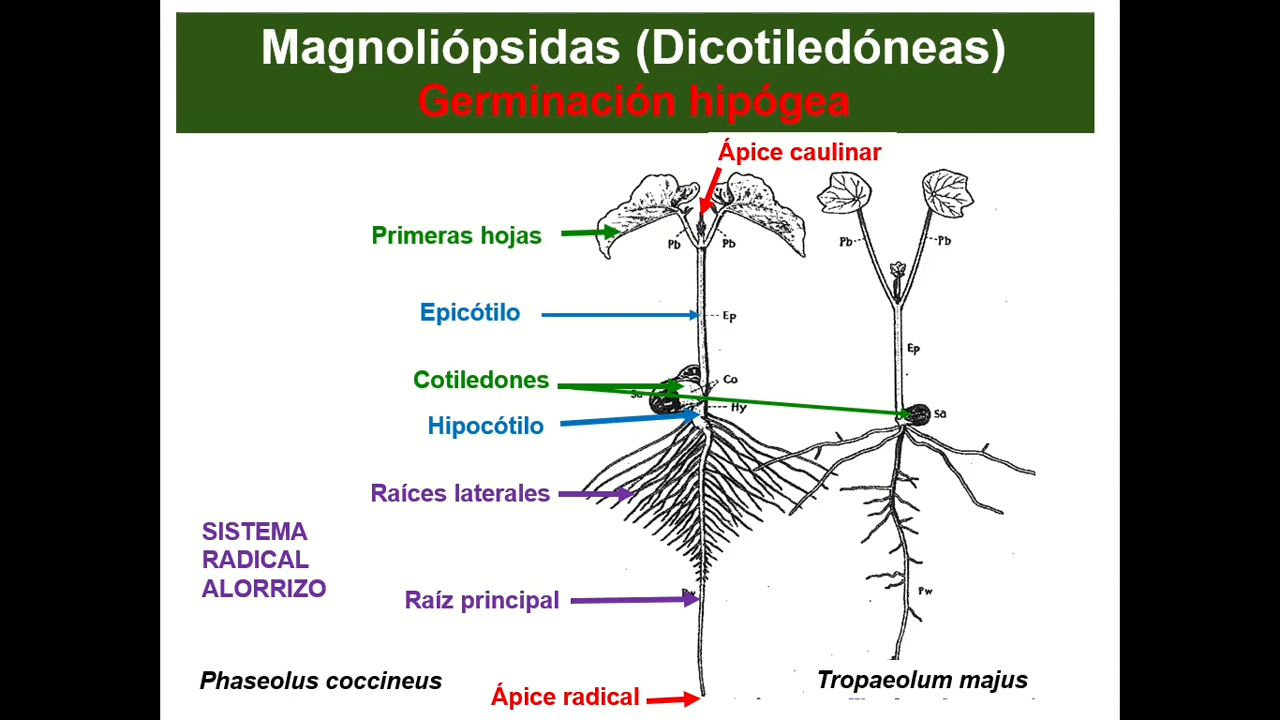 Magnoliópsidas (Dicotiledóneas)
Germinación hipógea
Ápice caulinar
Primeras hojas
Pb
Pb
Pb
Pb
Epicótilo
Ep
Ep
Cotiledones
Co
Sa
Hy
Sa
Hipocótilo
Raíces laterales
SISTEMA
RADICAL
ALORRIZO
Raíz principal
Pw
Pw
Phaseolus coccineus
Tropaeolum majus
Ápice radical